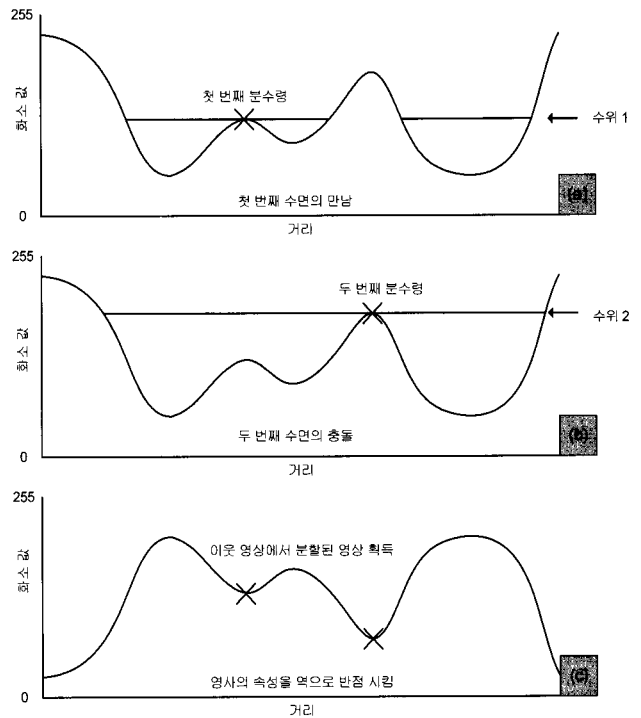 255
화소 값
첫 번째 분수령
수위 1
첫 번째 수면의 만남
(a)
0
거리
255
화소 값
두 번째 분수령
수위 2
두 번째 수면의 충돌
(b)
0
거리
255
화소 값
이웃 영상에서 분할된 영상 획득
영사의 속성을 역으로 반점 시킴
(c)
0
거리